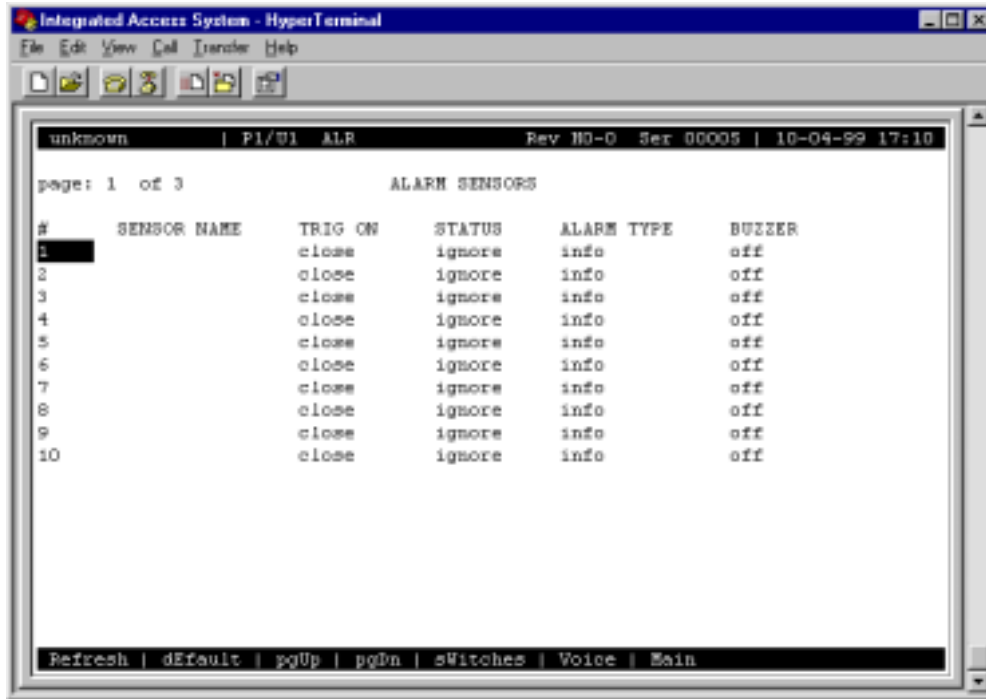 Integrated Access System - HyperTerminal
File Edit View Call Transfer Help
unknown | P1/U1 ALR Rev H0-0 Ser 00005 | 10-04-99 17:10
page: 1 of 3 ALARM SENSORS
# SENSOR NAME TRIG ON STATUS ALARM TYPE BUZZER
1 close ignore info off
2 close ignore info off
3 close ignore info off
4 close ignore info off
5 close ignore info off
6 close ignore info off
7 close ignore info off
8 close ignore info off
9 close ignore info off
10 close ignore info off
Refresh | dEfault | pgUp | pgDn | sWitches | Voice | Main